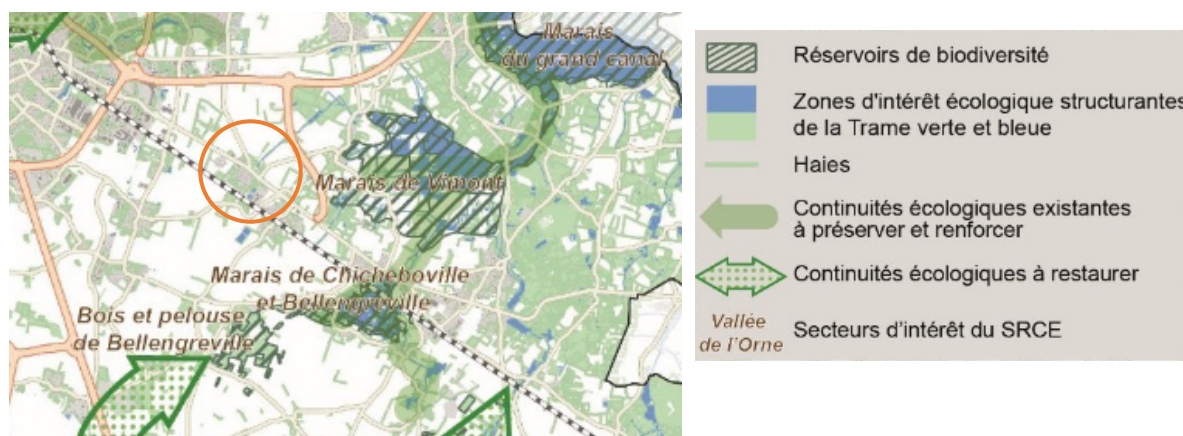 Marais
du grand canal
Marais de Vimont
Marais de Chicheboville
et Bellengreville
Bois et pelouse
de Bellengreville
Réservoirs de biodiversité
Zones d'intérêt écologique structurantes
de la Trame verte et bleue
Haies
Continuités écologiques existantes
à préserver et renforcer
Continuités écologiques à restaurer
Vallée
de l'Orne
Secteurs d'intérêt du SRCE